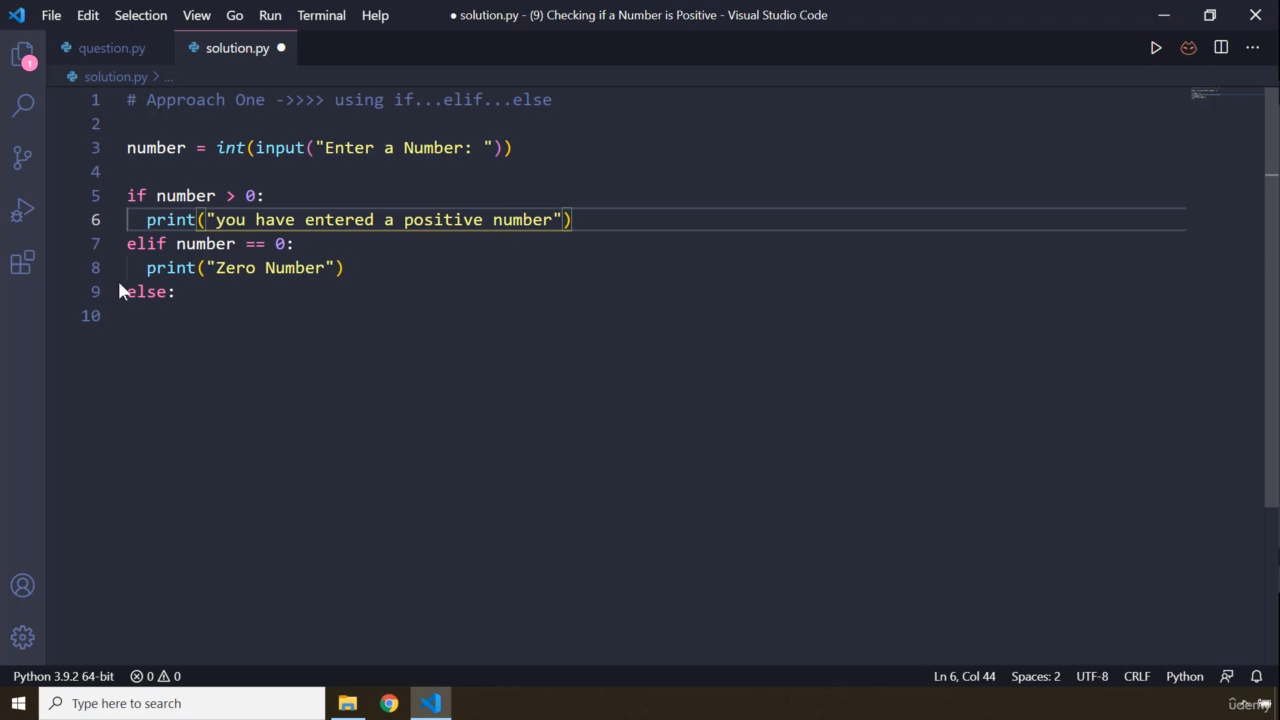 File Edit Selection View Go Run Terminal Help ● solution.py - (9) Checking if a Number is Positive - Visual Studio Code
question.py solution.py
1
solution.py > ...
1 # Approach One ->>>> using if...elif...else
2
3 number = int(input("Enter a Number: "))
4
5 if number > 0:
6 print("you have entered a positive number")
7 elif number == 0:
8 print("Zero Number")
9 else:
10
Python 3.9.2 64-bit 0 0 Ln 6, Col 44 Spaces: 2 UTF-8 CRLF Python
Type here to search
udemy